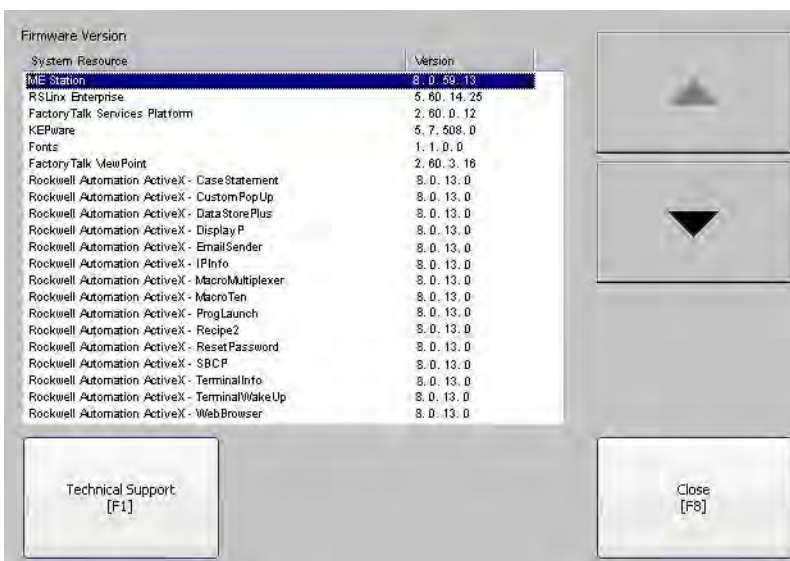 Firmware Version
System Resource Version
ME Station 8.0.59.13
RSLinx Enterprise 5.60.14.25
FactoryTalk Services Platform 2.60.0.12
KEPware 5.7.508.0
Fonts 1.1.0.0
FactoryTalk ViewPoint 2.60.3.16
Rockwell Automation ActiveX - CaseStatement 8.0.13.0
Rockwell Automation ActiveX - CustomPopUp 8.0.13.0
Rockwell Automation ActiveX - DataStorePlus 8.0.13.0
Rockwell Automation ActiveX - DisplayP 8.0.13.0
Rockwell Automation ActiveX - EmailSender 8.0.13.0
Rockwell Automation ActiveX - IPInfo 8.0.13.0
Rockwell Automation ActiveX - MacroMultiplexer 8.0.13.0
Rockwell Automation ActiveX - MacroTen 8.0.13.0
Rockwell Automation ActiveX - ProgLaunch 8.0.13.0
Rockwell Automation ActiveX - Recipe2 8.0.13.0
Rockwell Automation ActiveX - ResetPassword 8.0.13.0
Rockwell Automation ActiveX - SBCP 8.0.13.0
Rockwell Automation ActiveX - TerminalInfo 8.0.13.0
Rockwell Automation ActiveX - TerminalWakeUp 8.0.13.0
Rockwell Automation ActiveX - WebBrowser 8.0.13.0
Technical Support
[F1]
Close
[F8]